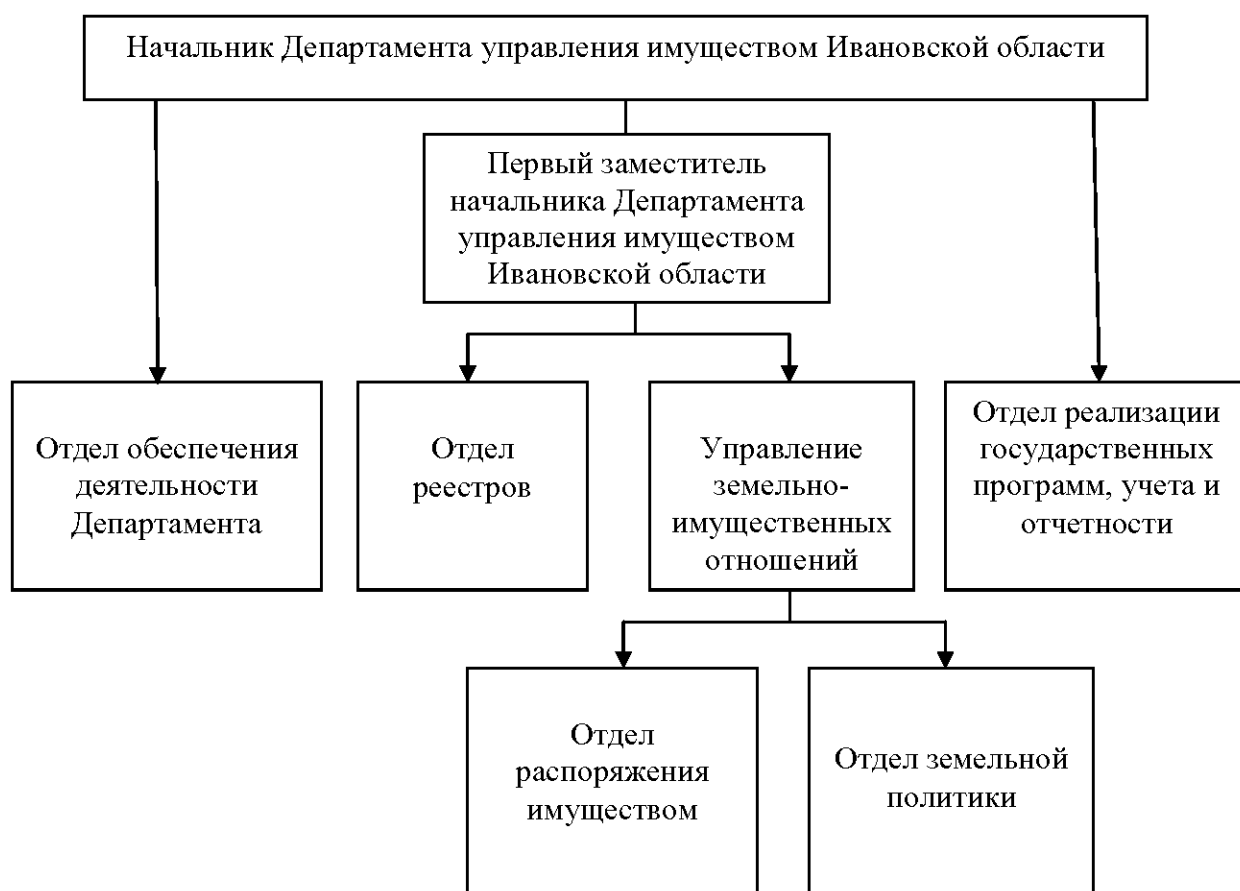 Начальник Департамента управления имуществом Ивановской области
Первый заместитель
начальника Департамента
управления имуществом
Ивановской области
Отдел обеспечения
деятельности
Департамента
Отдел
реестров
Управление
земельно-
имущественных
отношений
Отдел реализации
государственных
программ, учета и
отчетности
Отдел
распоряжения
имуществом
Отдел земельной
политики